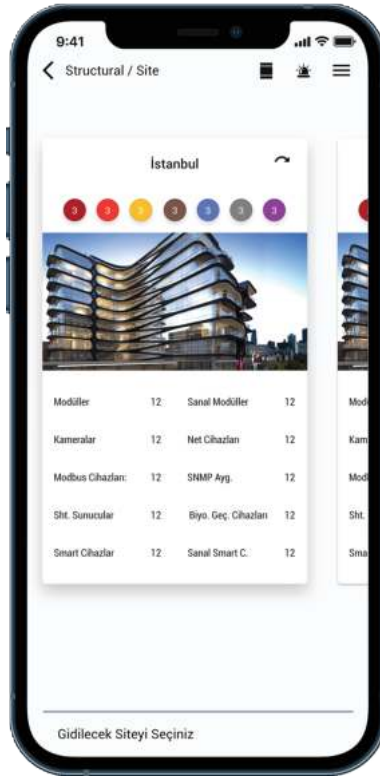 9:41
Structural / Site
İstanbul
3 3 3 3 3 3 3
Modüller 12 Sanal Modüller 12
Kameralar 12 Net Cihazları 12
Modbus Cihazları: 12 SNMP Ayg. 12
Sht. Sunucular 12 Biyo. Geç. Cihazları 12
Smart Cihazlar 12 Sanal Smart C. 12
Gidilecek Siteyi Seçiniz